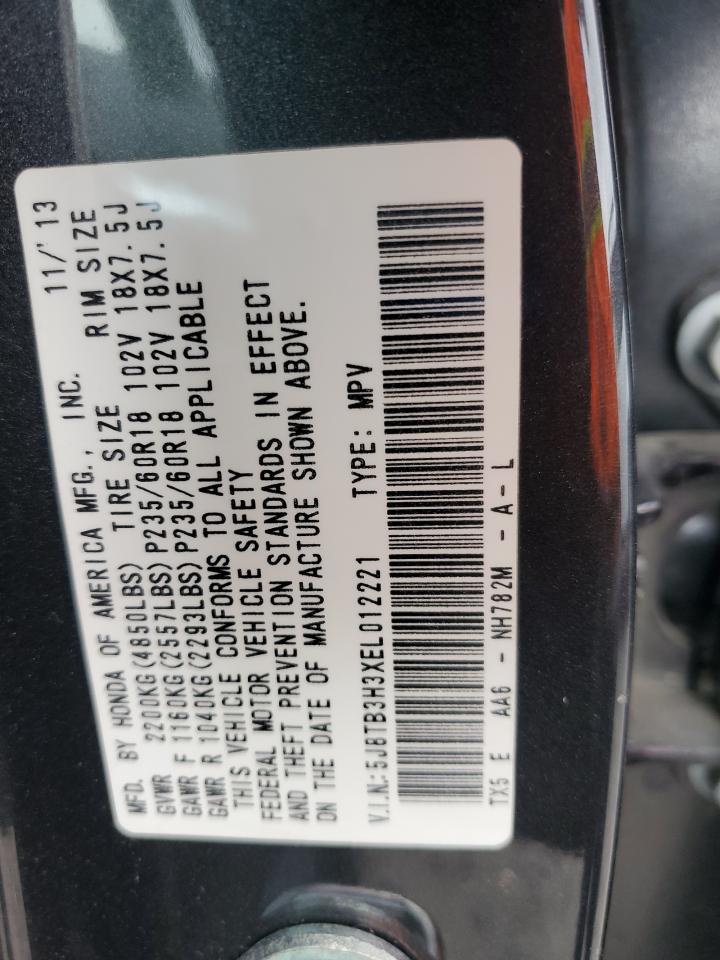 MFD. BY HONDA OF AMERICA MFG., INC. 11/'13
GVWR 2200KG(4850LBS) TIRE SIZE RIM SIZE
GAWR F 1160KG(2557LBS)P235/60R18 102V 18X7.5J
GAWR R 1040KG(2293LBS)P235/60R18 102V 18X7.5J
THIS VEHICLE CONFORMS TO ALL APPLICABLE
FEDERAL MOTOR VEHICLE SAFETY
AND THEFT PREVENTION STANDARDS IN EFFECT
ON THE DATE OF MANUFACTURE SHOWN ABOVE.
V.I.N.:5J8TB3H3XEL012221 TYPE: MPV
TX5 E AA6 - NH782M - A - L